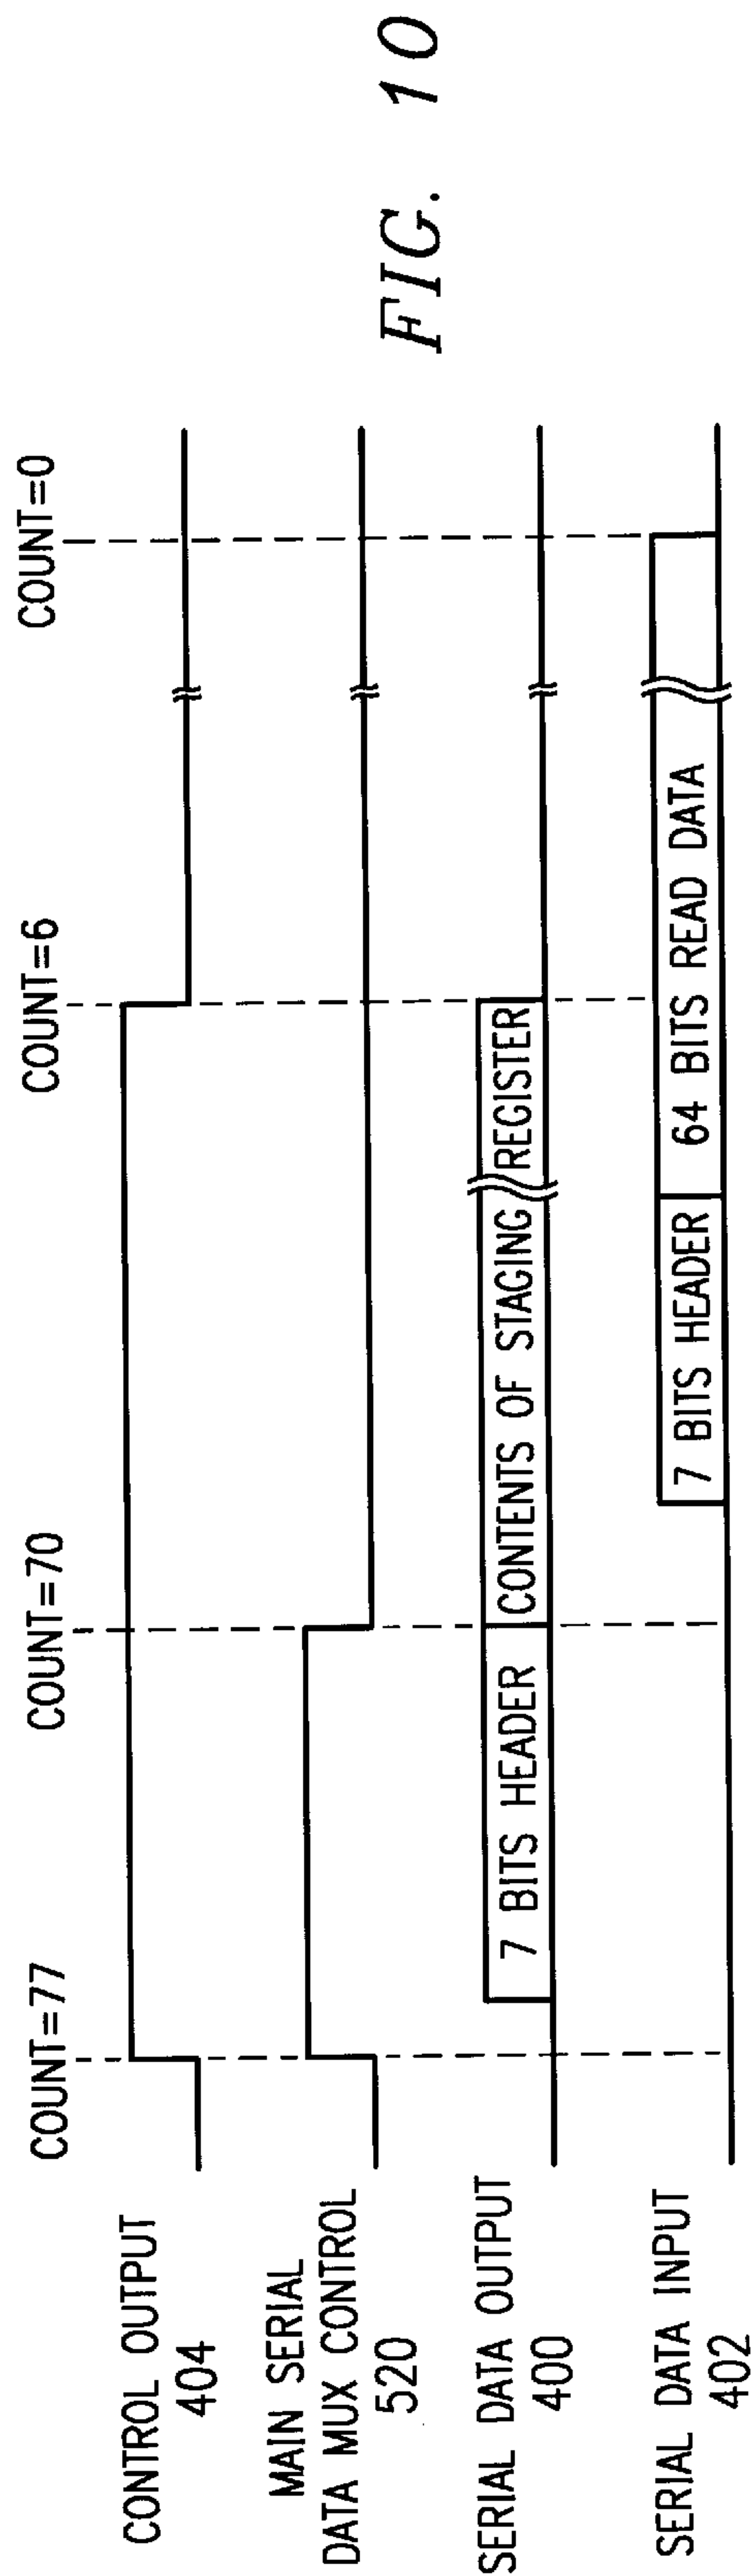 COUNT=77
COUNT=70
COUNT=6
COUNT=0
CONTROL OUTPUT
404
MAIN SERIAL
DATA MUX CONTROL
520
SERIAL DATA OUTPUT
400
7 BITS HEADER
CONTENTS OF STAGING REGISTER
SERIAL DATA INPUT
402
7 BITS HEADER
64 BITS READ DATA
FIG. 10